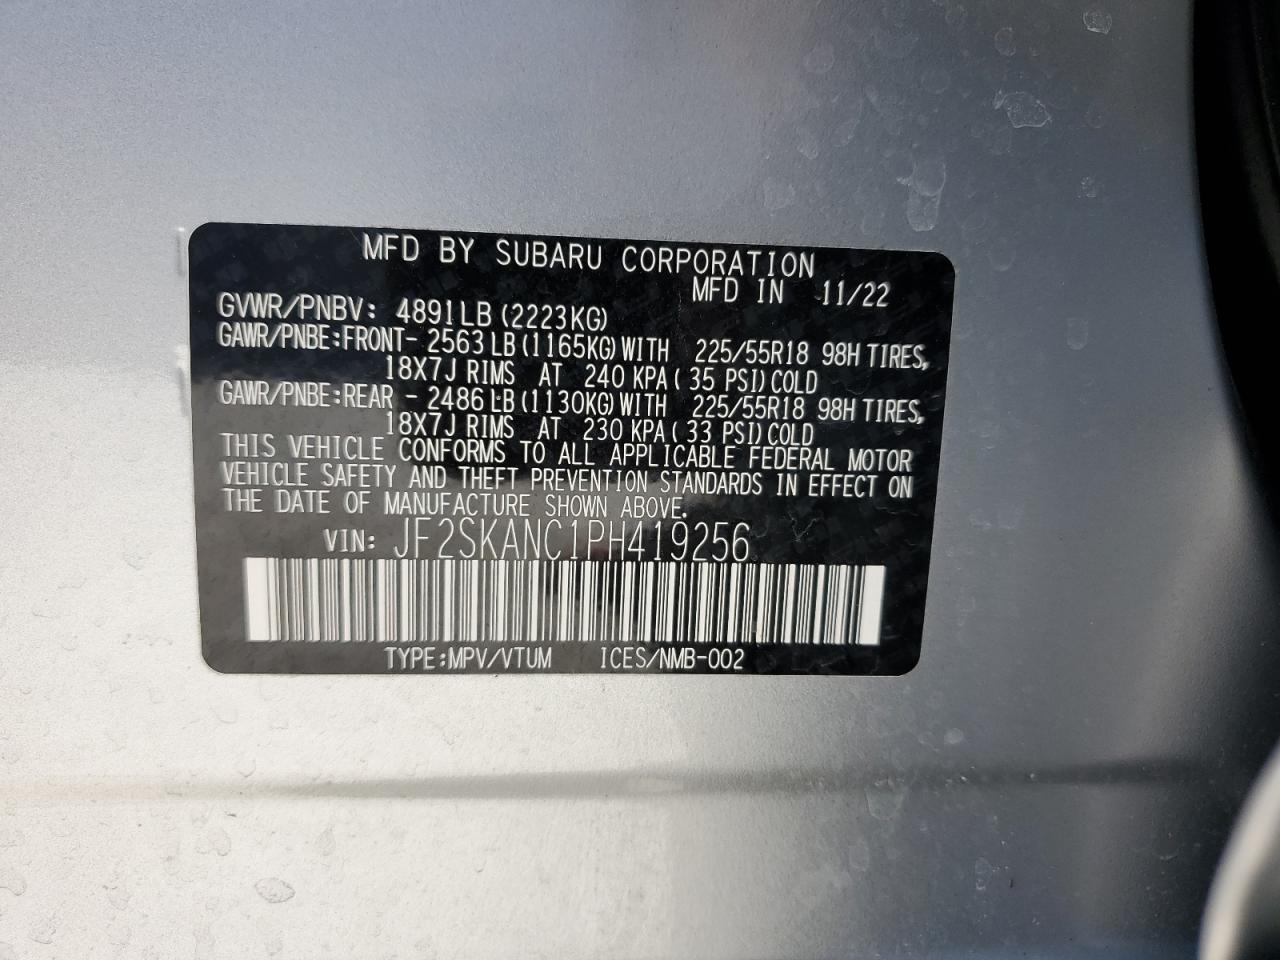 MFD BY SUBARU CORPORATION
MFD IN 11/22
GVWR/PNBV: 4891LB (2223KG)
GAWR/PNBE:FRONT- 2563LB (1165KG) WITH 225/55R18 98H TIRES,
18X7J RIMS AT 240 KPA( 35 PSI) COLD
GAWR/PNBE:REAR - 2486LB (1130KG) WITH 225/55R18 98H TIRES,
18X7J RIMS AT 230 KPA( 33 PSI) COLD
THIS VEHICLE CONFORMS TO ALL APPLICABLE FEDERAL MOTOR
VEHICLE SAFETY AND THEFT PREVENTION STANDARDS IN EFFECT ON
THE DATE OF MANUFACTURE SHOWN ABOVE.
VIN: JF2SKANC1PH419256
TYPE:MPV/VTUM ICES/NMB-002